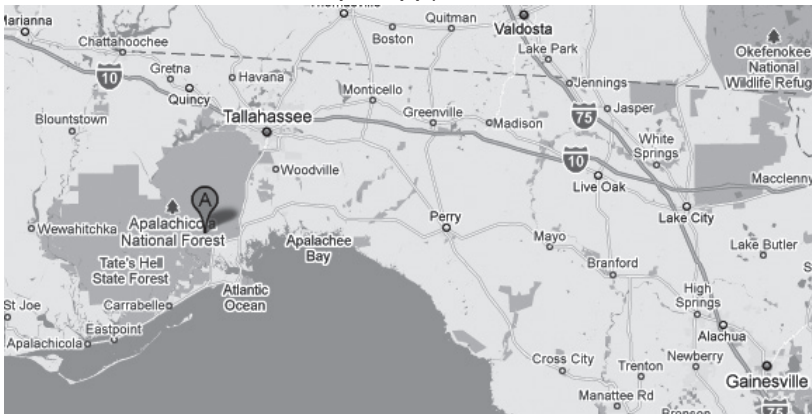 Marianna
Quitman
Valdosta
Boston
Chattahoochee
Lake Park
Okefenokee
National
Wildlife Refug
10
Gretna
Havana
Quincy
Monticello
Jennings
Blountstown
Tallahassee
Greenville
Madison
75
Jasper
White
Springs
Woodville
10
Live Oak
Macclenny
A
Lake City
Wewahitchka
Apalachicola
National Forest
Apalachee
Bay
Perry
Mayo
Lake Butler
Tate's Hell
State Forest
Branford
Atlantic
Ocean
High
Springs
St Joe
Carrabelle
Eastpoint
Alachua
Apalachicola
Cross City
Trenton
Newberry
Gainesville
Manattee Rd
Bronson
75